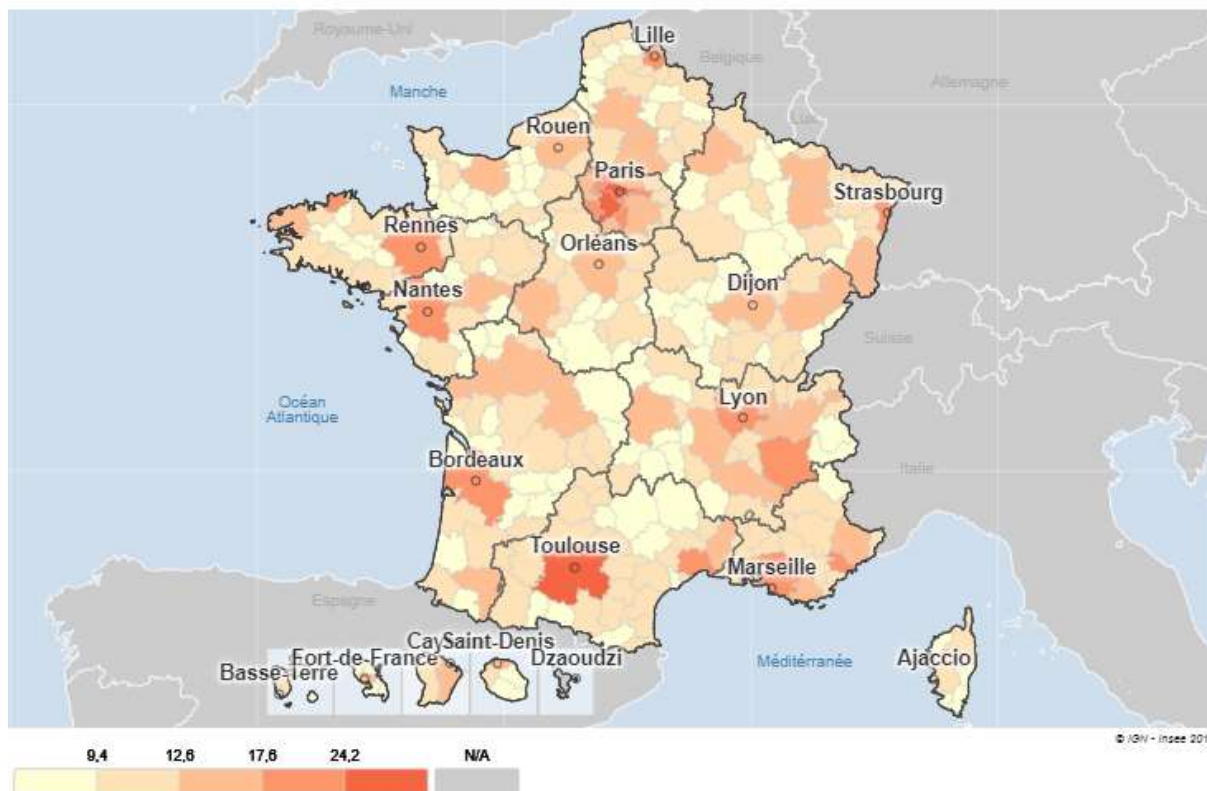 Royaume-Uni
Lille
Belgique
Allemagne
Manche
Lux
Rouen
Paris
Strasbourg
Rennes
Orléans
Nantes
Dijon
Suisse
Océan
Atlantique
Lyon
Bordeaux
Italie
Toulouse
Marseille
Espagne
Saint-Denis
Fort-de-France
Dzaoudzi
Basse-Terre
Méditérranée
Ajaccio
© IGN - Insee 201
9,4 12,6 17,6 24,2 N/A